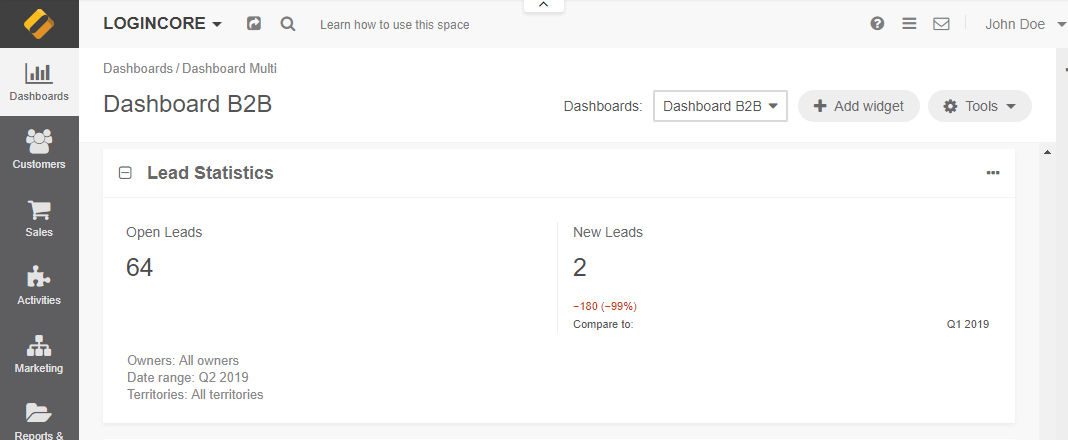 LOGINCORE
Learn how to use this space
John Doe
Dashboards
Customers
Sales
Activities
Marketing
Reports &
Dashboards / Dashboard Multi
Dashboard B2B
Dashboards: Dashboard B2B
Add widget
Tools
Lead Statistics
Open Leads
64
New Leads
2
−180 (−99%)
Compare to: Q1 2019
Owners: All owners
Date range: Q2 2019
Territories: All territories